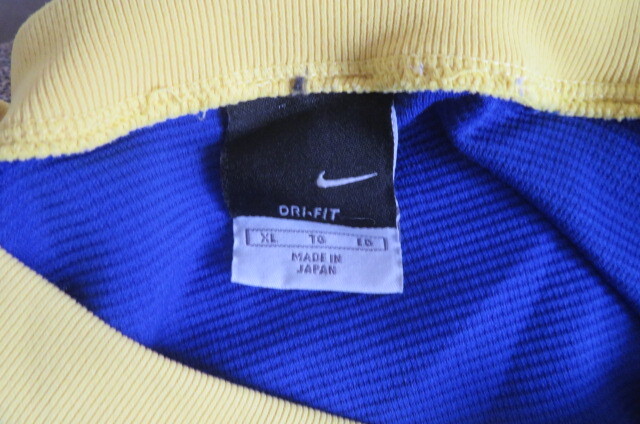 DRI-FIT
XL TG EG
MADE IN
JAPAN